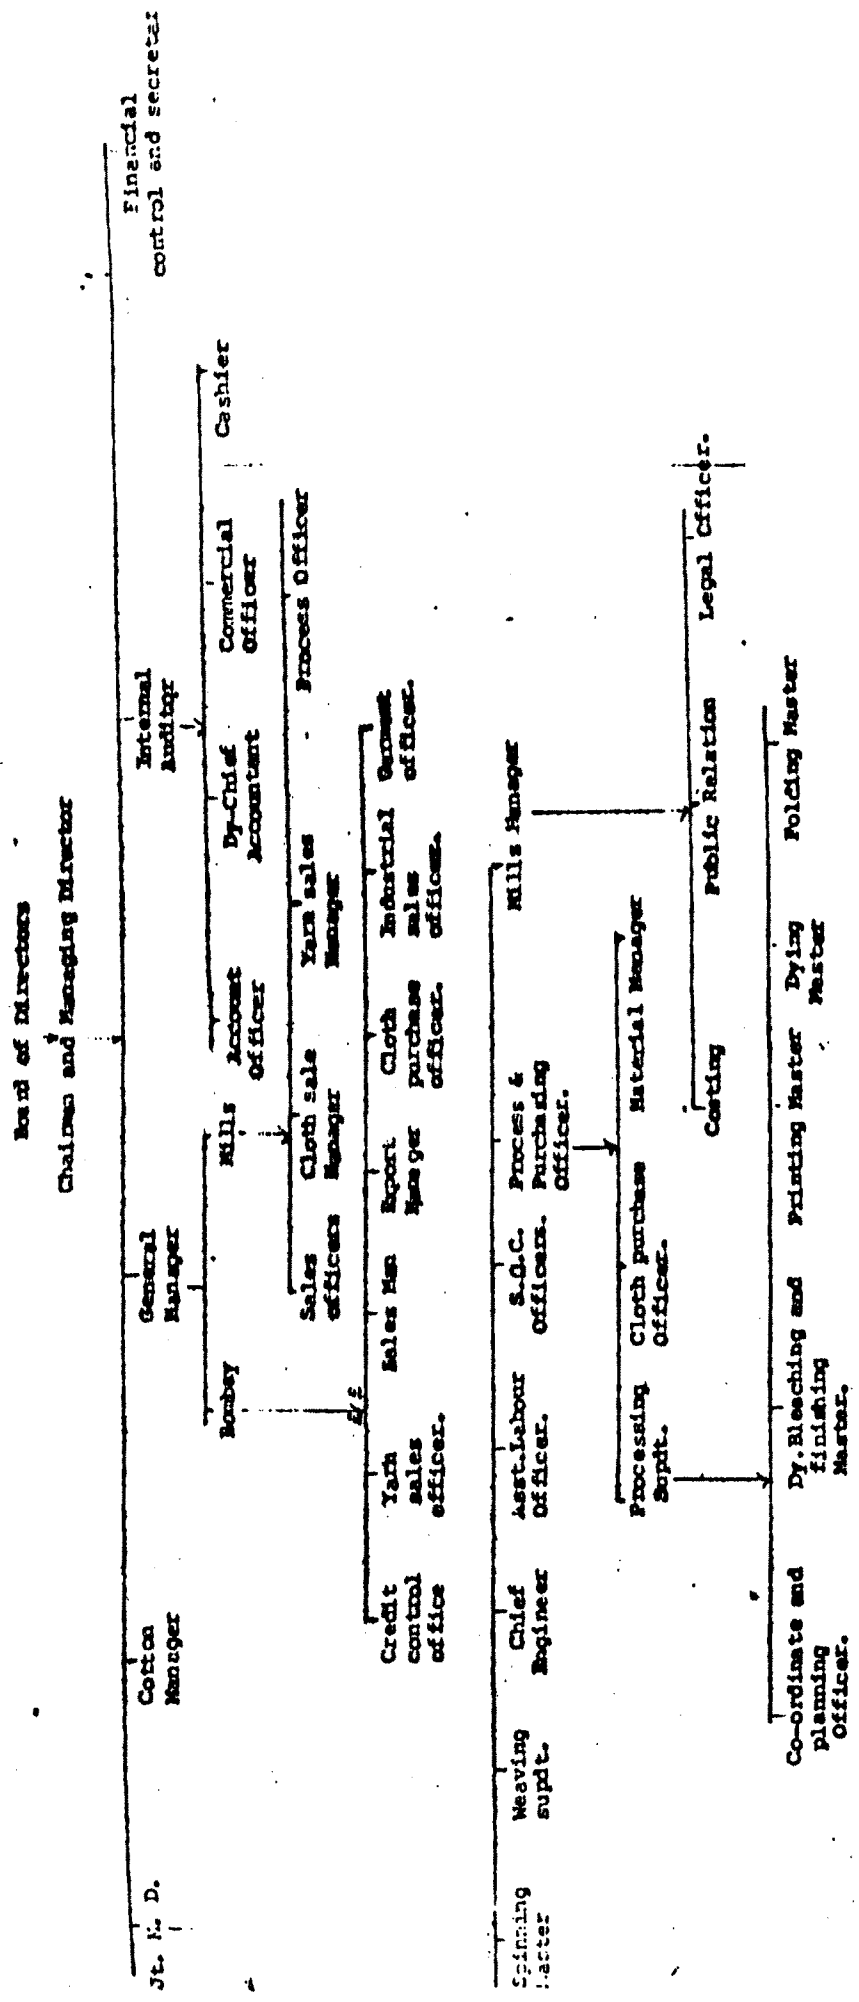 Board of Directors
Chairman and Managing Director
Jt. M. D.
Cotton
Manager
General
Manager
Internal
Auditor
Financial
control and secretar
Bombay
Mills
Account
Officer
Dy-Chief
Accountant
Commercial
Officer
Cashier
Sales
officers
Cloth sale
Manager
Yarn sales
Manager
Process Officer
Credit
control
office
Yarn
sales
officer.
Sales Man
Export
Manager
Cloth
purchase
officer.
Industrial
sales
officer.
Garment
officer.
Spinning
Master
Weaving
supdt.
Chief
Engineer
Asst.Labour
Officer.
S.Q.C.
Officers.
Process &
Purchasing
Officer.
Mills Manager
Processing
Supdt.
Cloth purchase
Officer.
Material Manager
Costing
Public Relation
Legal Officer.
Co-ordinate and
planning
Officer.
Dy.Bleaching and
finishing
Master.
Printing Master
Dying
Master
Folding Master